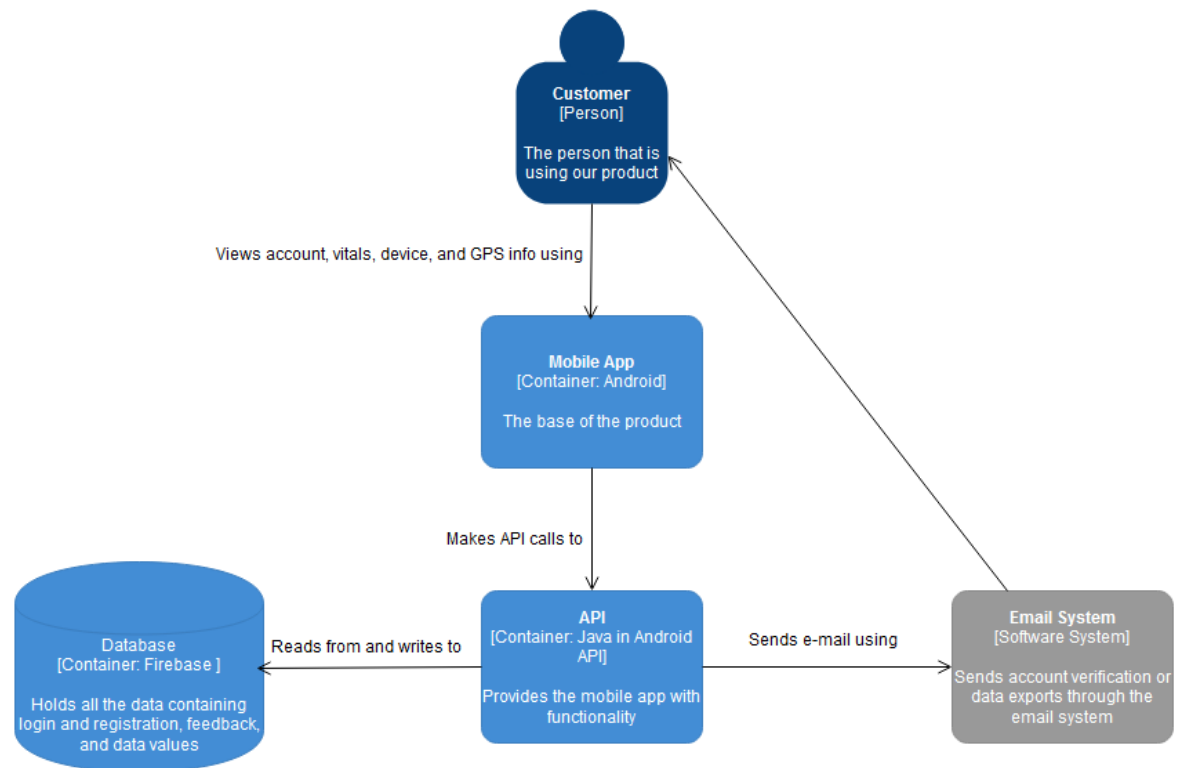 Customer
[Person]
The person that is
using our product
Views account, vitals, device, and GPS info using
Mobile App
[Container: Android]
The base of the product
Makes API calls to
Database
[Container: Firebase ]
Holds all the data containing
login and registration, feedback,
and data values
Reads from and writes to
API
[Container: Java in Android
API]
Provides the mobile app with
functionality
Sends e-mail using
Email System
[Software System]
Sends account verification or
data exports through the
email system